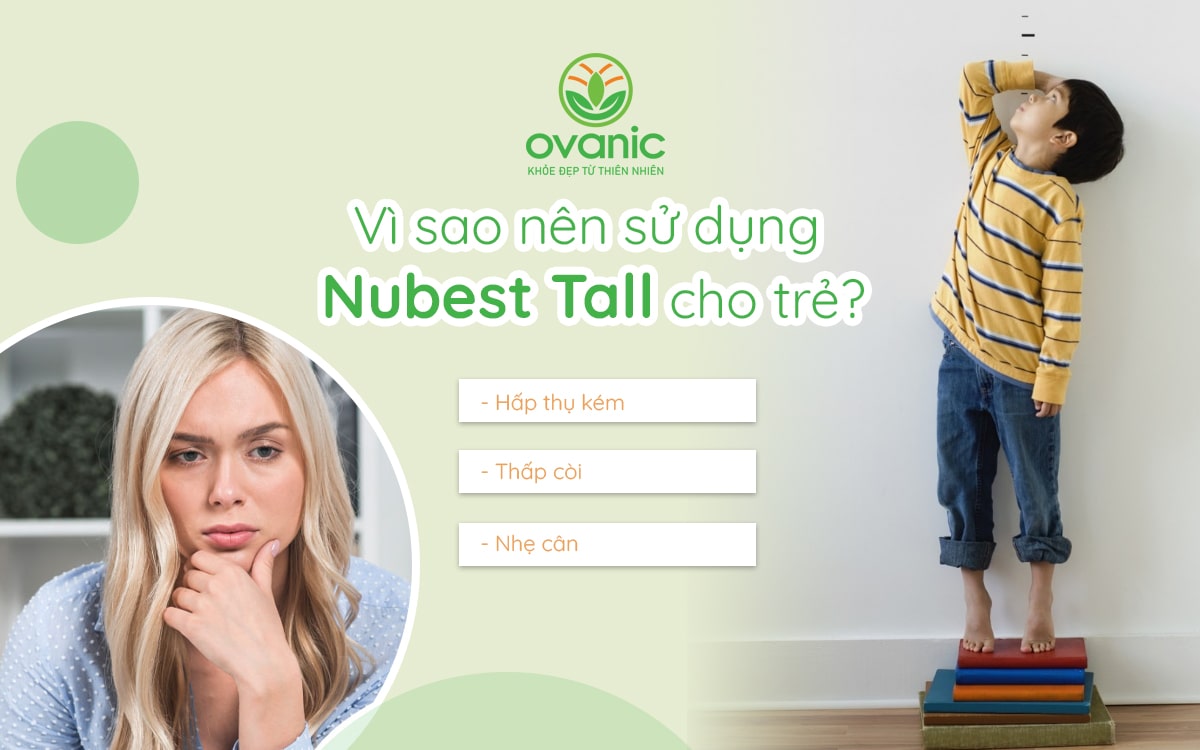 ovanic
KHỎE ĐẸP TỪ THIÊN NHIÊN
Vì sao nên sử dụng
Nubest Tall cho trẻ?
- Hấp thụ kém
- Thấp còi
- Nhẹ cân